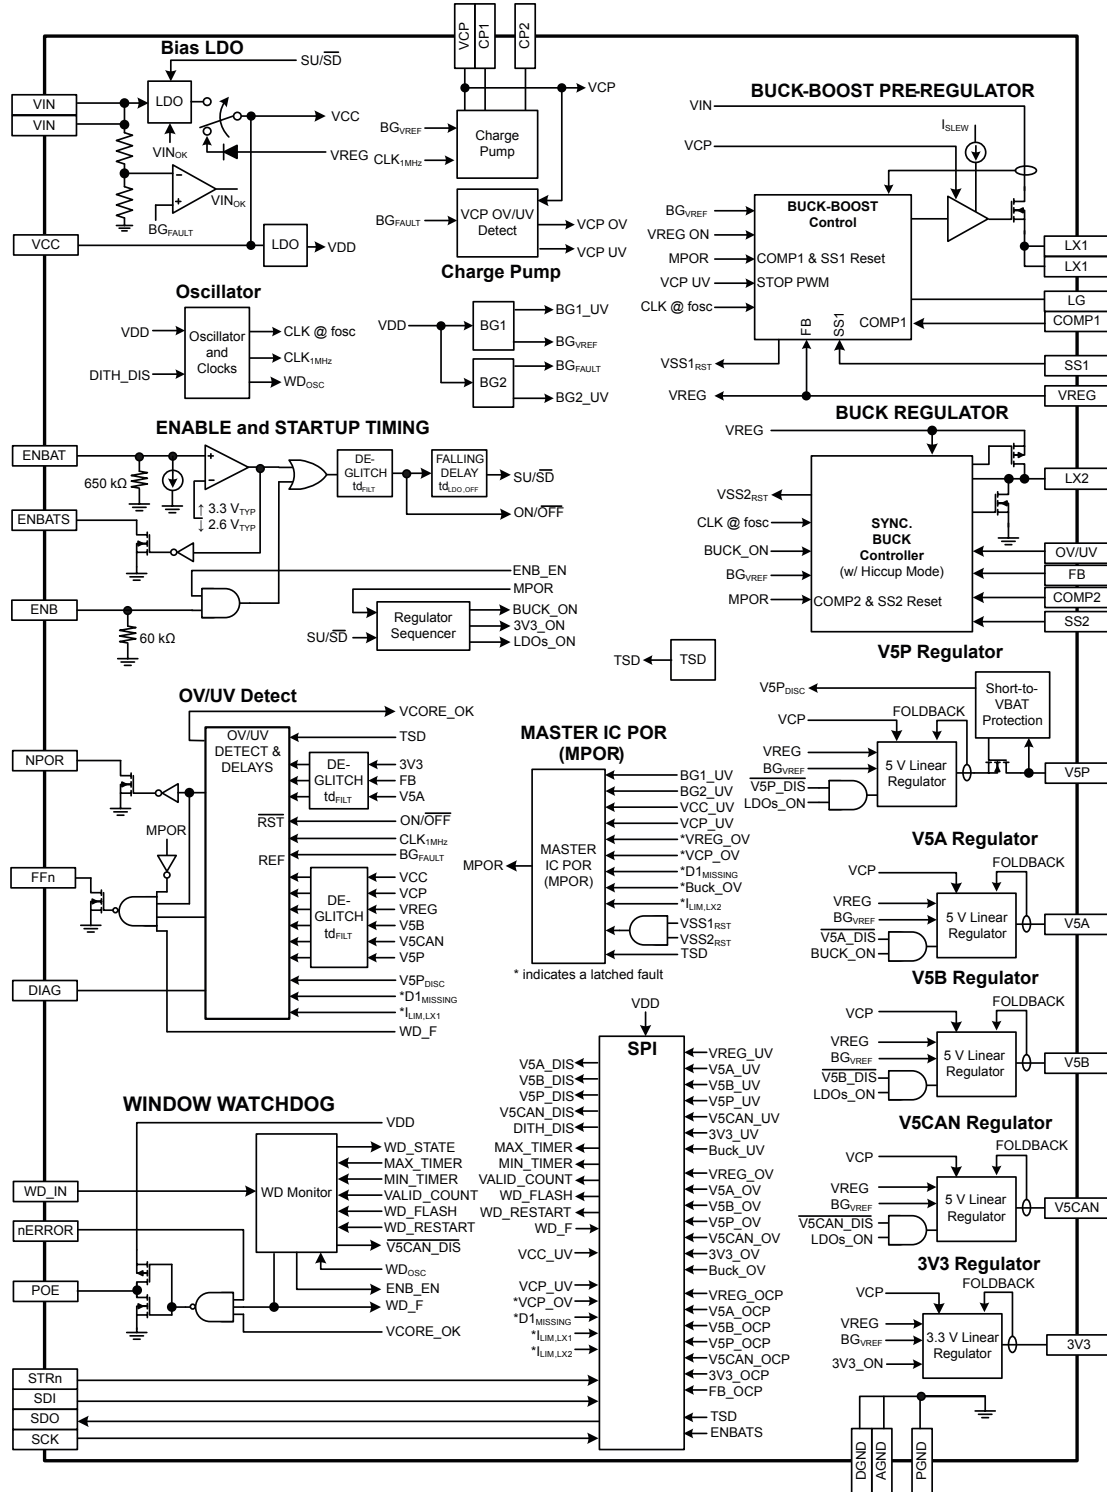 VCP
CP1
CP2
Bias LDO
SU/SD
VIN
VIN
LDO
VCC
VREG
VINOK
VINOK
BGFAULT
VCC
LDO
VDD
VCP
BGVREF
CLK1MHz
Charge Pump
BGFAULT
VCP OV/UV Detect
VCP OV
VCP UV
Charge Pump
BUCK-BOOST PRE-REGULATOR
VIN
ISLEW
VCP
BUCK-BOOST Control
BGVREF
VREG ON
MPOR
COMP1 & SS1 Reset
VCP UV
STOP PWM
CLK @ fosc
FB
SS1
COMP1
VSS1RST
VREG
LX1
LX1
LG
COMP1
SS1
VREG
Oscillator
VDD
DITH_DIS
Oscillator and Clocks
CLK @ fosc
CLK1MHz
WDOSC
VDD
BG1
BG1_UV
BGVREF
BG2
BGFAULT
BG2_UV
ENABLE and STARTUP TIMING
ENBAT
650 kΩ
3.3 VTYP
2.6 VTYP
DE-GLITCH tdFILT
FALLING DELAY tdLDO,OFF
SU/SD
ON/OFF
ENBATS
ENB
60 kΩ
ENB_EN
MPOR
SU/SD
Regulator Sequencer
BUCK_ON
3V3_ON
LDOs_ON
BUCK REGULATOR
VREG
VSS2RST
CLK @ fosc
BUCK_ON
BGVREF
MPOR
SYNC. BUCK Controller
(w/ Hiccup Mode)
COMP2 & SS2 Reset
LX2
OV/UV
FB
COMP2
SS2
TSD
TSD
V5P Regulator
V5PDISC
Short-to-VBAT Protection
VCP
FOLDBACK
VREG
BGVREF
V5P_DIS
LDOs_ON
5 V Linear Regulator
V5P
OV/UV Detect
VCORE_OK
OV/UV DETECT & DELAYS
TSD
DE-GLITCH tdFILT
3V3
FB
V5A
NPOR
RST
ON/OFF
CLK1MHz
REF
BGFAULT
MPOR
FFn
DE-GLITCH tdFILT
VCC
VCP
VREG
V5B
V5CAN
V5P
DIAG
V5PDISC
*D1MISSING
*ILIM,LX1
WD_F
MASTER IC POR (MPOR)
MPOR
MASTER IC POR (MPOR)
BG1_UV
BG2_UV
VCC_UV
VCP_UV
*VREG_OV
*VCP_OV
*D1MISSING
*Buck_OV
*ILIM,LX2
VSS1RST
VSS2RST
TSD
* indicates a latched fault
V5A Regulator
VCP
FOLDBACK
VREG
BGVREF
V5A_DIS
BUCK_ON
5 V Linear Regulator
V5A
V5B Regulator
VCP
FOLDBACK
VREG
BGVREF
V5B_DIS
LDOs_ON
5 V Linear Regulator
V5B
V5CAN Regulator
VCP
FOLDBACK
VREG
BGVREF
V5CAN_DIS
LDOs_ON
5 V Linear Regulator
V5CAN
3V3 Regulator
VCP
FOLDBACK
VREG
BGVREF
3V3_ON
3.3 V Linear Regulator
3V3
WINDOW WATCHDOG
VDD
WD_IN
WD Monitor
WD_STATE
MAX_TIMER
MIN_TIMER
VALID_COUNT
WD_FLASH
WD_RESTART
V5CAN_DIS
WDOSC
ENB_EN
WD_F
VCORE_OK
nERROR
POE
VDD
SPI
V5A_DIS
V5B_DIS
V5P_DIS
V5CAN_DIS
DITH_DIS
MAX_TIMER
MIN_TIMER
VALID_COUNT
WD_FLASH
WD_RESTART
WD_F
VCC_UV
VCP_UV
*VCP_OV
*D1MISSING
*ILIM,LX1
*ILIM,LX2
VREG_UV
V5A_UV
V5B_UV
V5P_UV
V5CAN_UV
3V3_UV
Buck_UV
VREG_OV
V5A_OV
V5B_OV
V5P_OV
V5CAN_OV
3V3_OV
Buck_OV
VREG_OCP
V5A_OCP
V5B_OCP
V5P_OCP
V5CAN_OCP
3V3_OCP
FB_OCP
TSD
ENBATS
STRn
SDI
SDO
SCK
DGND
AGND
PGND